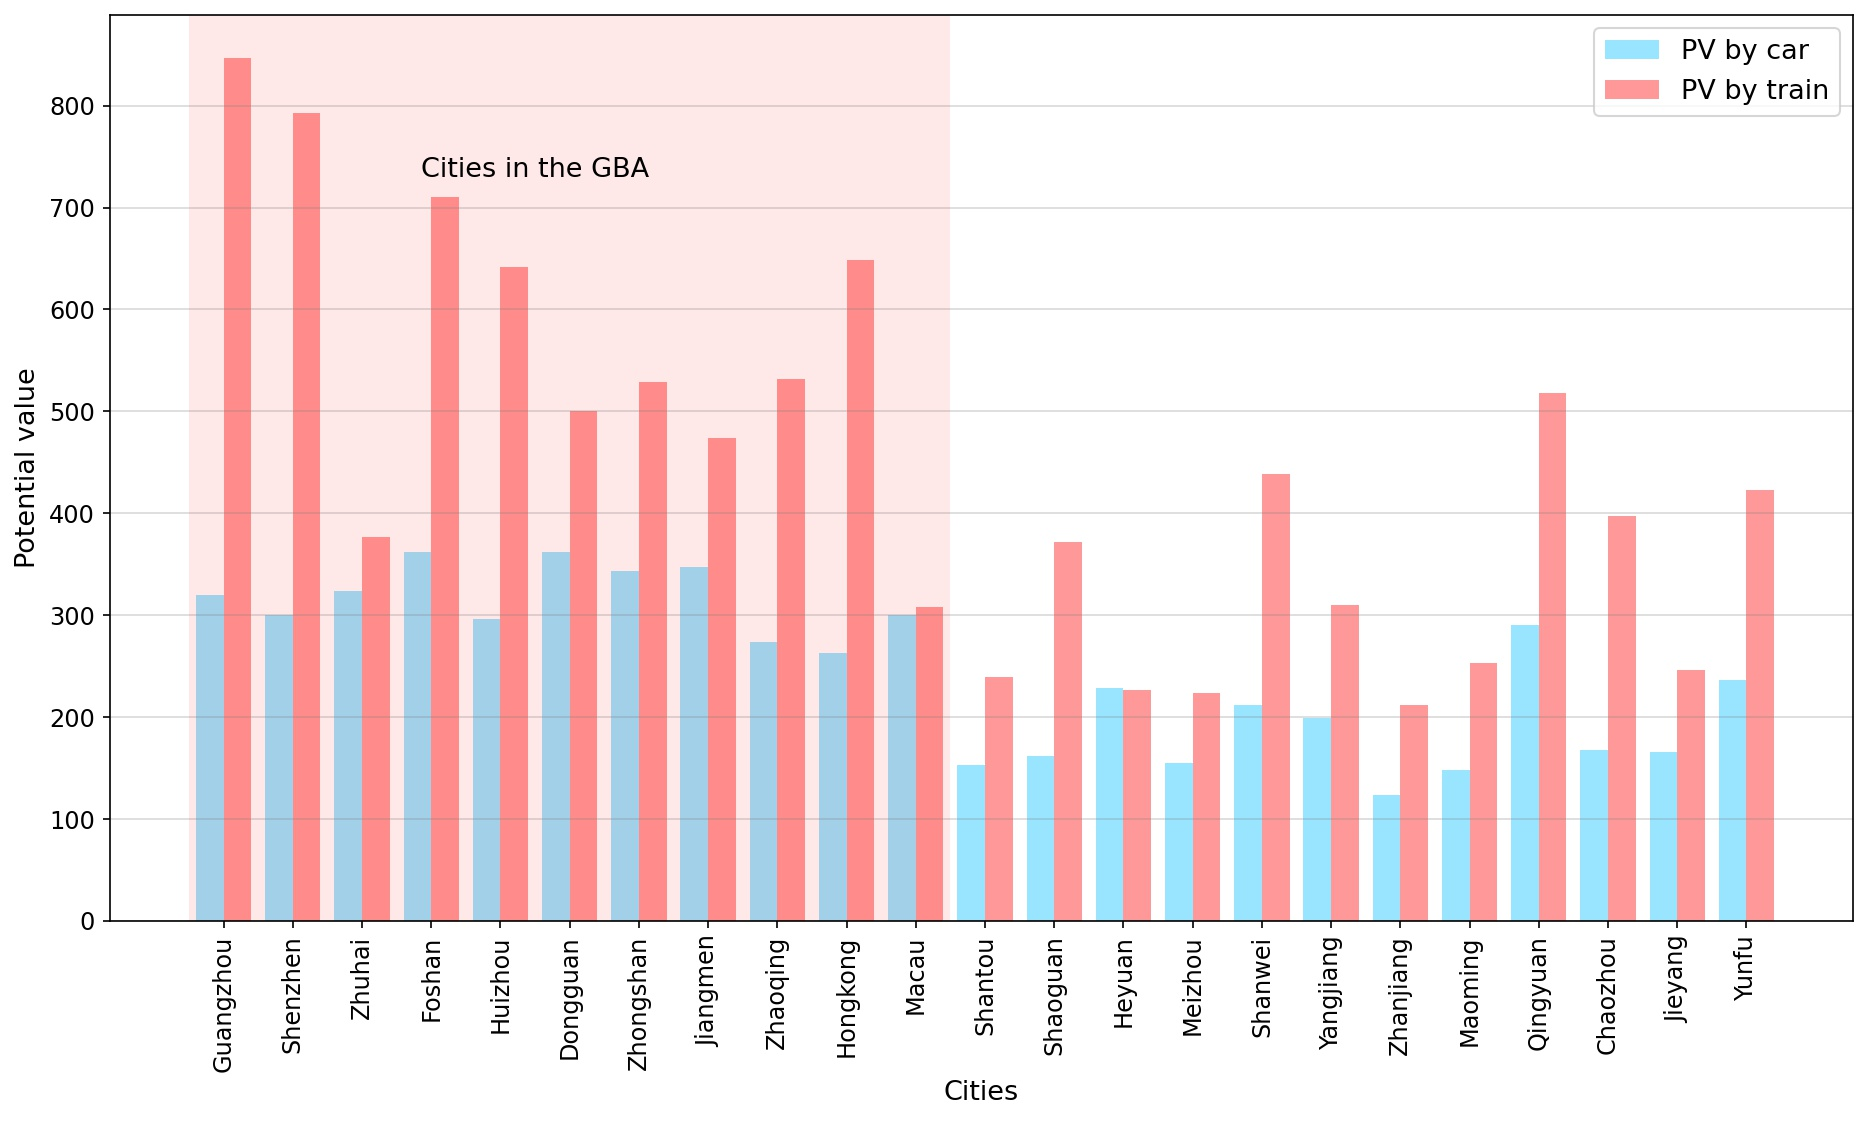 PV by car
PV by train
Cities in the GBA
Potential value
800
700
600
500
400
300
200
100
0
Guangzhou
Shenzhen
Zhuhai
Foshan
Huizhou
Dongguan
Zhongshan
Jiangmen
Zhaoqing
Hongkong
Macau
Shantou
Shaoguan
Heyuan
Meizhou
Shanwei
Yangjiang
Zhanjiang
Maoming
Qingyuan
Chaozhou
Jieyang
Yunfu
Cities